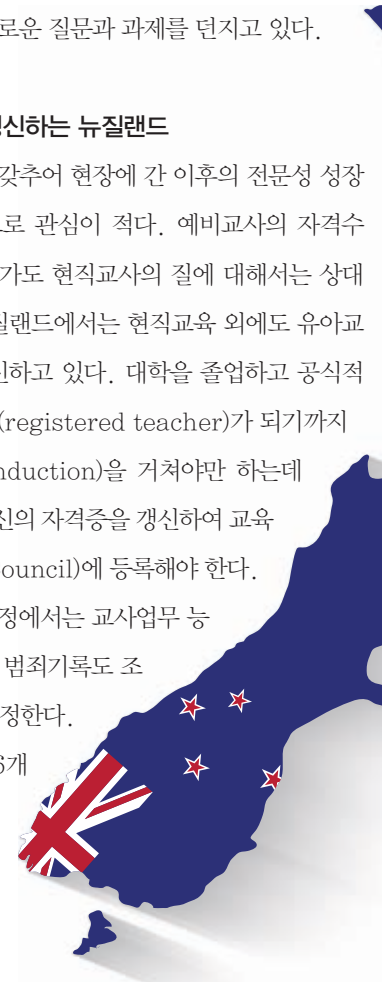 로운 질문과 과제를 던지고 있다.
갱신하는 뉴질랜드
갖추어 현장에 간 이후의 전문성 성장
로 관심이 적다. 예비교사의 자격수
가도 현직교사의 질에 대해서는 상대
질랜드에서는 현직교육 외에도 유아교
신하고 있다. 대학을 졸업하고 공식적
(registered teacher)가 되기까지
nduction)을 거쳐야만 하는데
신의 자격증을 갱신하여 교육
ouncil)에 등록해야 한다.
정에서는 교사업무 능
범죄기록도 조
정한다.
6개